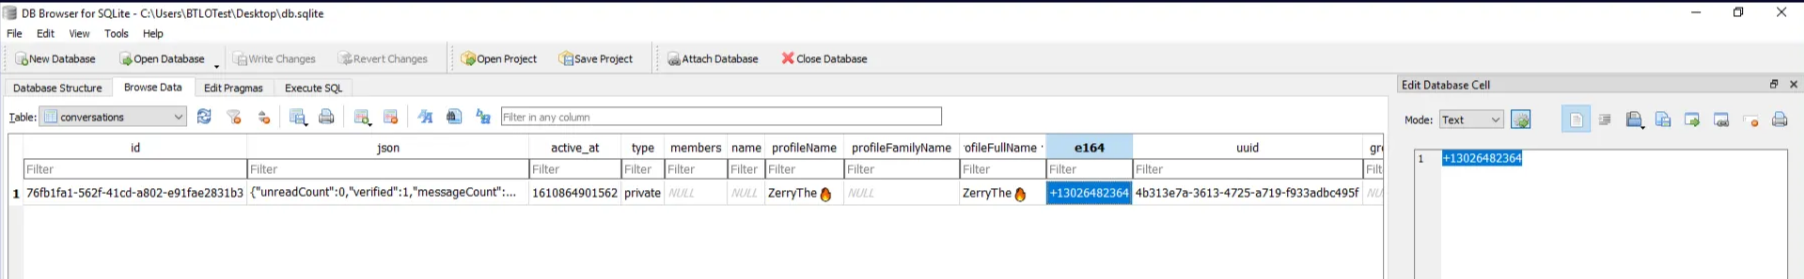 DB Browser for SQLite - C:\Users\BTLOTest\Desktop\db.sqlite
File Edit View Tools Help
New Database Open Database Write Changes Revert Changes Open Project Save Project Attach Database Close Database
Database Structure Browse Data Edit Pragmas Execute SQL
Table: conversations Filter in any column
id json active_at type members name profileName profileFamilyName ofileFullName e164 uuid gr
Filter Filter Filter Filter Filter Filter Filter Filter Filter Filter Filter Filt
1 76fb1fa1-562f-41cd-a802-e91fae2831b3 {"unreadCount":0,"verified":1,"messageCount":... 1610864901562 private NULL NULL ZerryThe🔥 NULL ZerryThe🔥 +13026482364 4b313e7a-3613-4725-a719-f933adbc495f NU
Edit Database Cell
Mode: Text
1 +13026482364